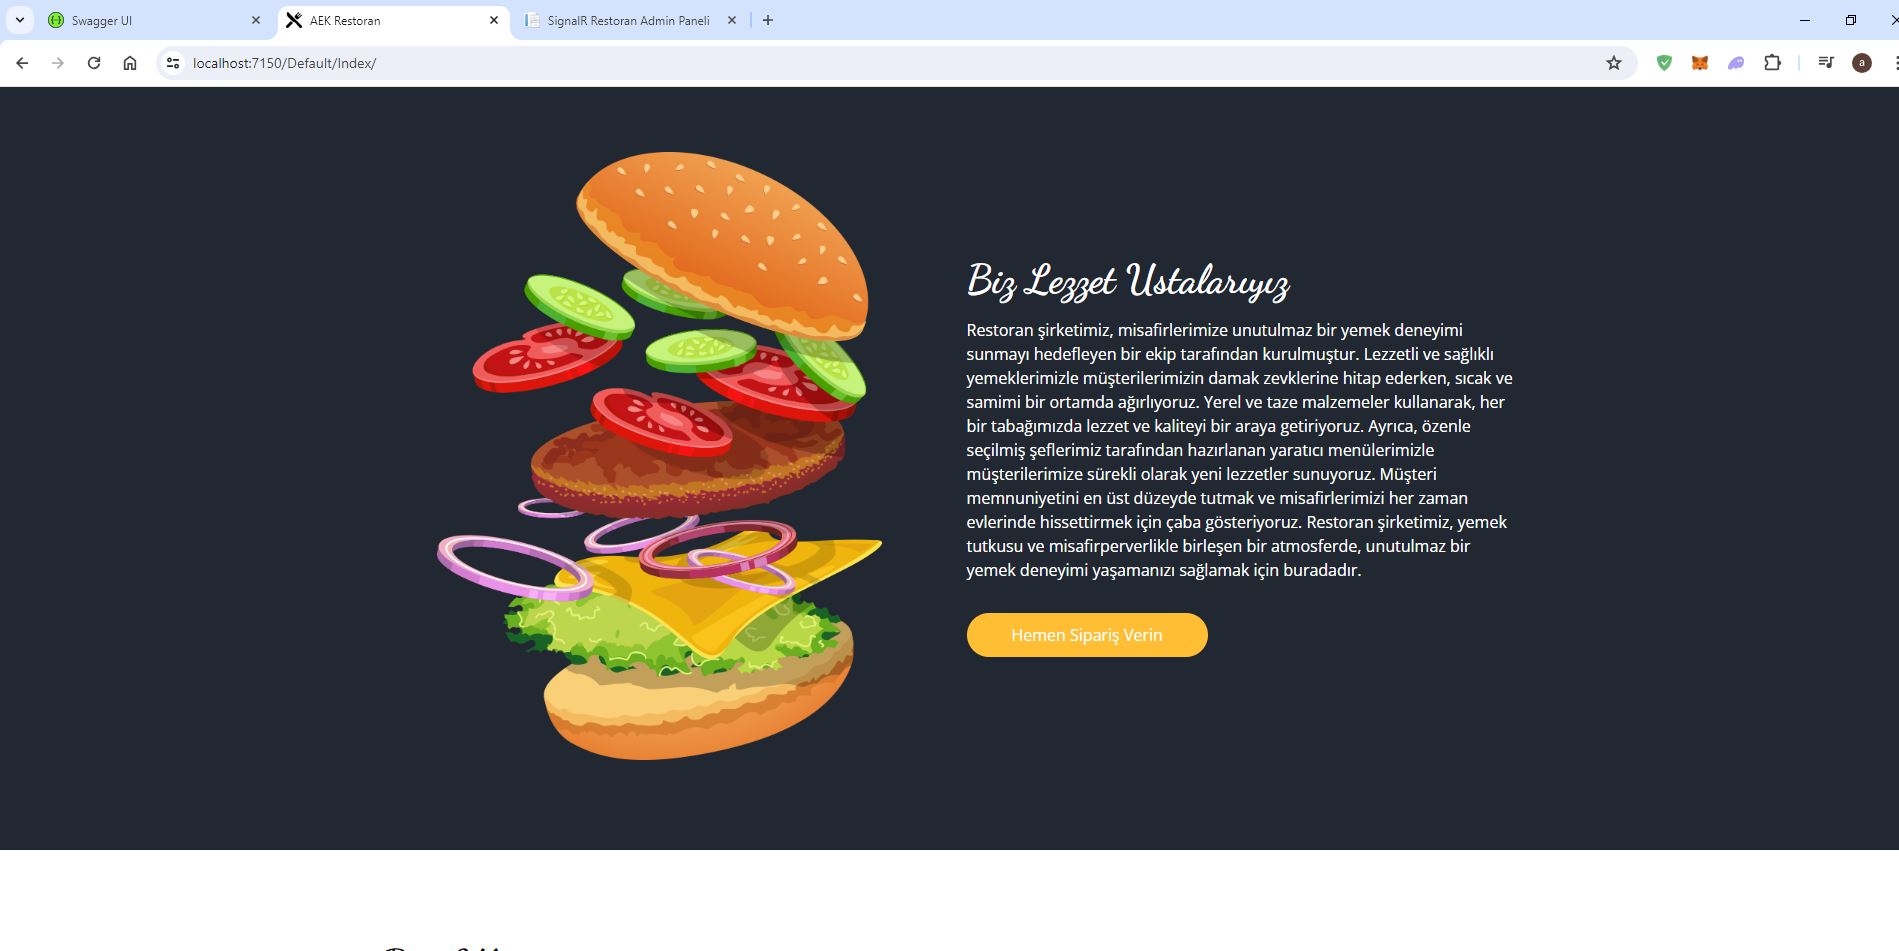 Swagger UI
AEK Restoran
SignalR Restoran Admin Paneli
localhost:7150/Default/Index/
a
Biz Lezzet Ustalarıyız
Restoran şirketimiz, misafirlerimize unutulmaz bir yemek deneyimi
sunmayı hedefleyen bir ekip tarafından kurulmuştur. Lezzetli ve sağlıklı
yemeklerimizle müşterilerimizin damak zevklerine hitap ederken, sıcak ve
samimi bir ortamda ağırlıyoruz. Yerel ve taze malzemeler kullanarak, her
bir tabağımızda lezzet ve kaliteyi bir araya getiriyoruz. Ayrıca, özenle
seçilmiş şeflerimiz tarafından hazırlanan yaratıcı menülerimizle
müşterilerimize sürekli olarak yeni lezzetler sunuyoruz. Müşteri
memnuniyetini en üst düzeyde tutmak ve misafirlerimizi her zaman
evlerinde hissettirmek için çaba gösteriyoruz. Restoran şirketimiz, yemek
tutkusu ve misafirperverlikle birleşen bir atmosferde, unutulmaz bir
yemek deneyimi yaşamanızı sağlamak için buradadır.
Hemen Sipariş Verin